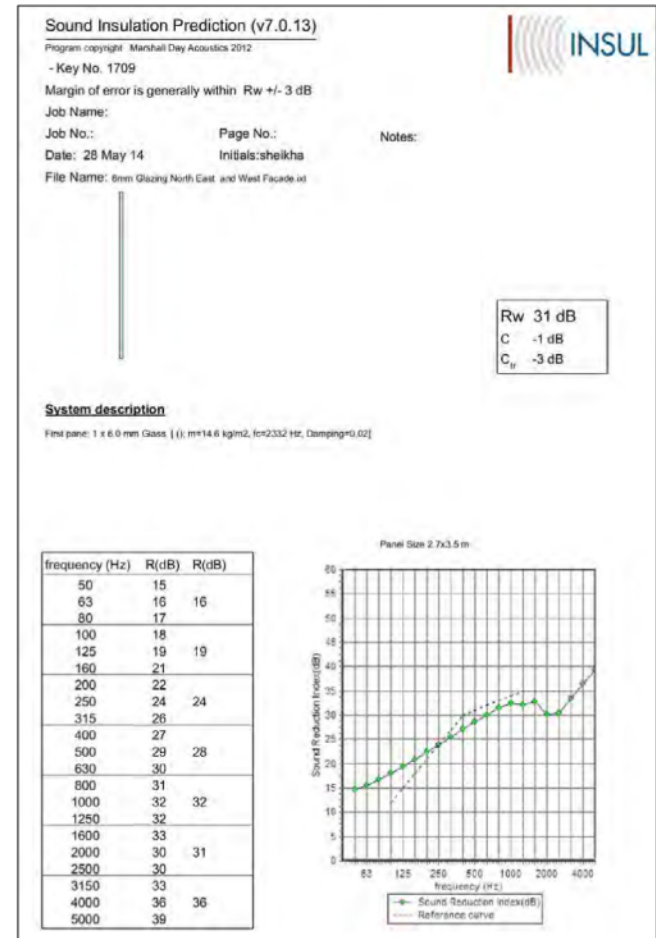 Sound Insulation Prediction (v7.0.13)
INSUL
Program copyright Marshall Day Acoustics 2012
- Key No. 1709
Margin of error is generally within Rw +/- 3 dB
Job Name:
Job No.: Page No.: Notes:
Date: 28 May 14 Initials:sheikha
File Name: 6mm Glazing North East and West Facade.ixl
Rw 31 dB
C -1 dB
Ctr -3 dB
System description
First pane: 1 x 6.0 mm Glass [ (); m=14.6 kg/m2, fc=2332 Hz, Damping=0.02]
frequency (Hz) R(dB) R(dB)
50 15
63 16 16
80 17
100 18
125 19 19
160 21
200 22
250 24 24
315 26
400 27
500 29 28
630 30
800 31
1000 32 32
1250 32
1600 33
2000 30 31
2500 30
3150 33
4000 36 36
5000 39
Panel Size 2.7x3.5 m
Sound Reduction Index(dB)
60
55
50
45
40
35
30
25
20
15
10
5
0
63 125 250 500 1000 2000 4000
frequency (Hz)
Sound Reduction Index(dB)
Reference curve